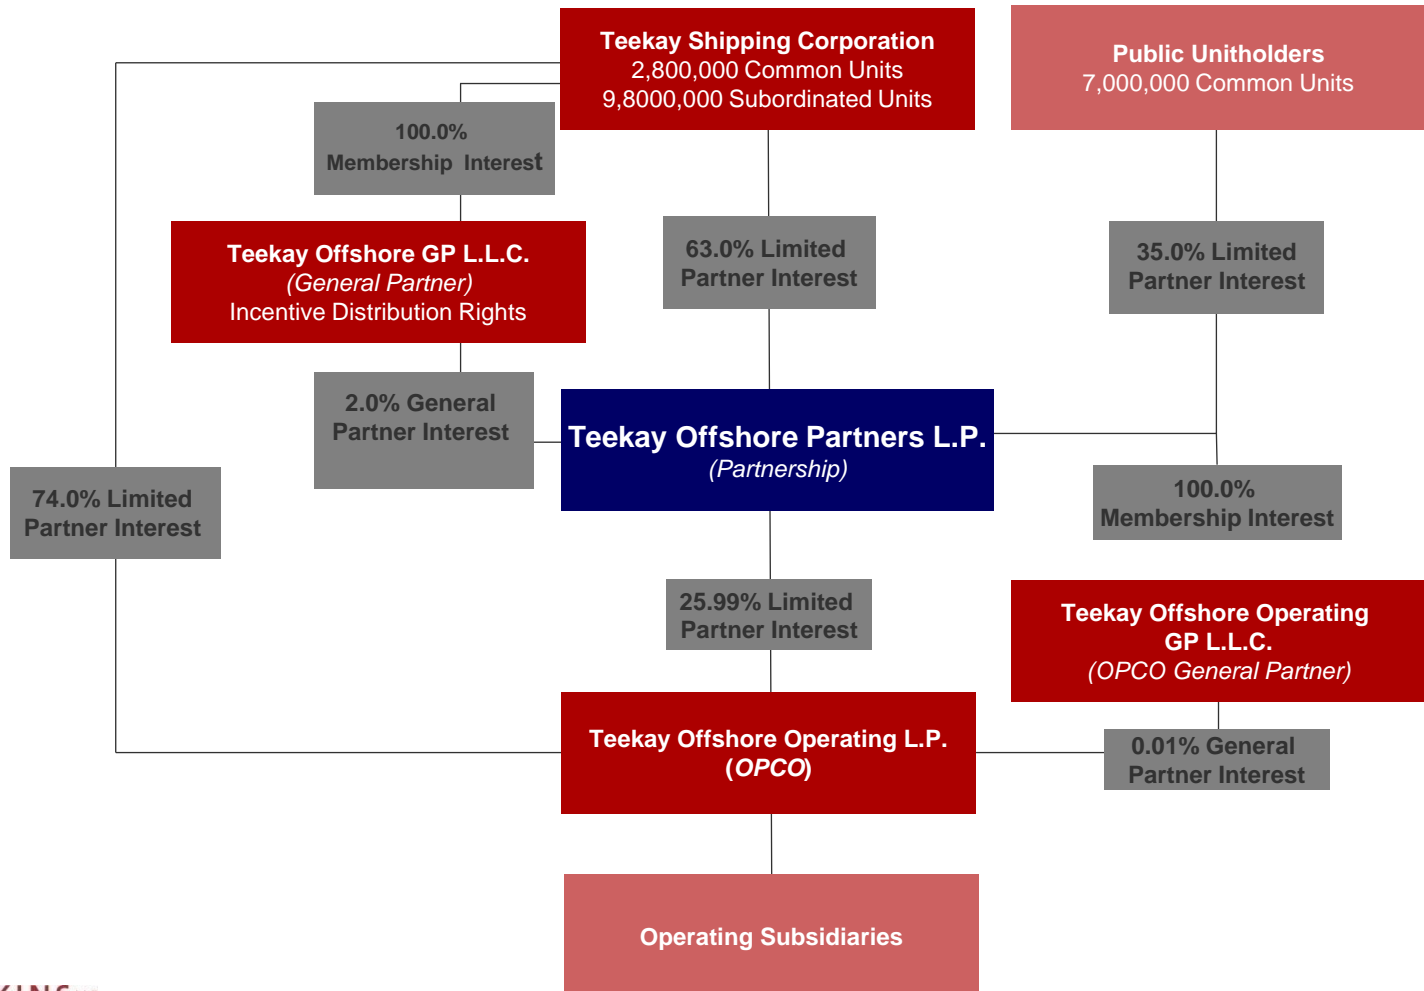 Teekay Shipping Corporation
2,800,000 Common Units
9,8000,000 Subordinated Units
Public Unitholders
7,000,000 Common Units
100.0%
Membership Interest
Teekay Offshore GP L.L.C.
(General Partner)
Incentive Distribution Rights
63.0% Limited
Partner Interest
35.0% Limited
Partner Interest
2.0% General
Partner Interest
Teekay Offshore Partners L.P.
(Partnership)
74.0% Limited
Partner Interest
100.0%
Membership Interest
25.99% Limited
Partner Interest
Teekay Offshore Operating
GP L.L.C.
(OPCO General Partner)
Teekay Offshore Operating L.P.
(OPCO)
0.01% General
Partner Interest
Operating Subsidiaries